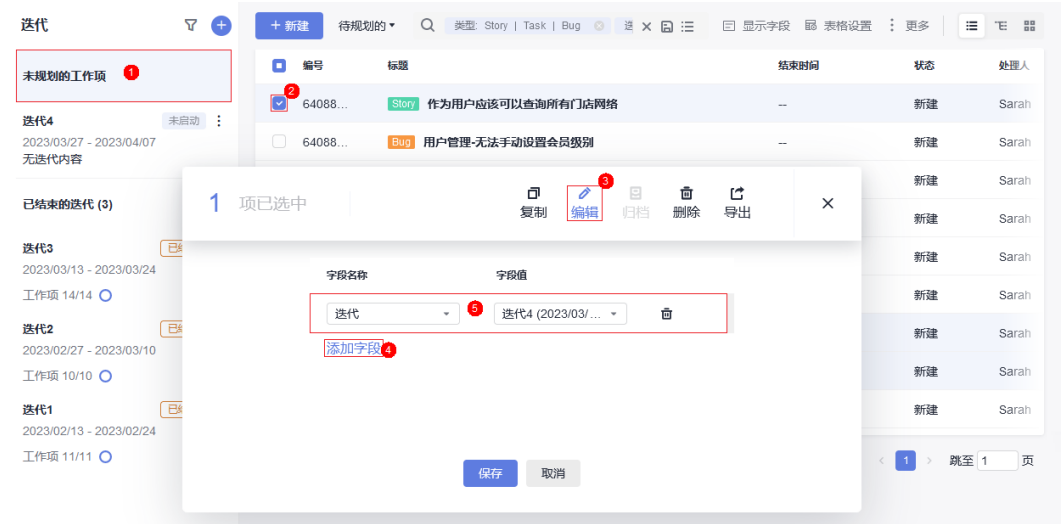 迭代
+ 新建 待规划的 类型: Story | Task | Bug 显示字段 表格设置 更多
未规划的工作项 1
编号 标题 结束时间 状态 处理人
2
64088... Story 作为用户应该可以查询所有门店网络 -- 新建 Sarah
迭代4 未启动
2023/03/27 - 2023/04/07
无迭代内容
64088... Bug 用户管理-无法手动设置会员级别 -- 新建 Sarah
新建 Sarah
已结束的迭代 (3)
1 项已选中
3
复制 编辑 归档 删除 导出
新建 Sarah
迭代3
2023/03/13 - 2023/03/24
工作项 14/14
新建 Sarah
字段名称 字段值
新建 Sarah
迭代 5 迭代4 (2023/03/...
迭代2
2023/02/27 - 2023/03/10
工作项 10/10
新建 Sarah
添加字段 4
新建 Sarah
迭代1
2023/02/13 - 2023/02/24
工作项 11/11
新建 Sarah
< 1 > 跳至 1 页
保存 取消